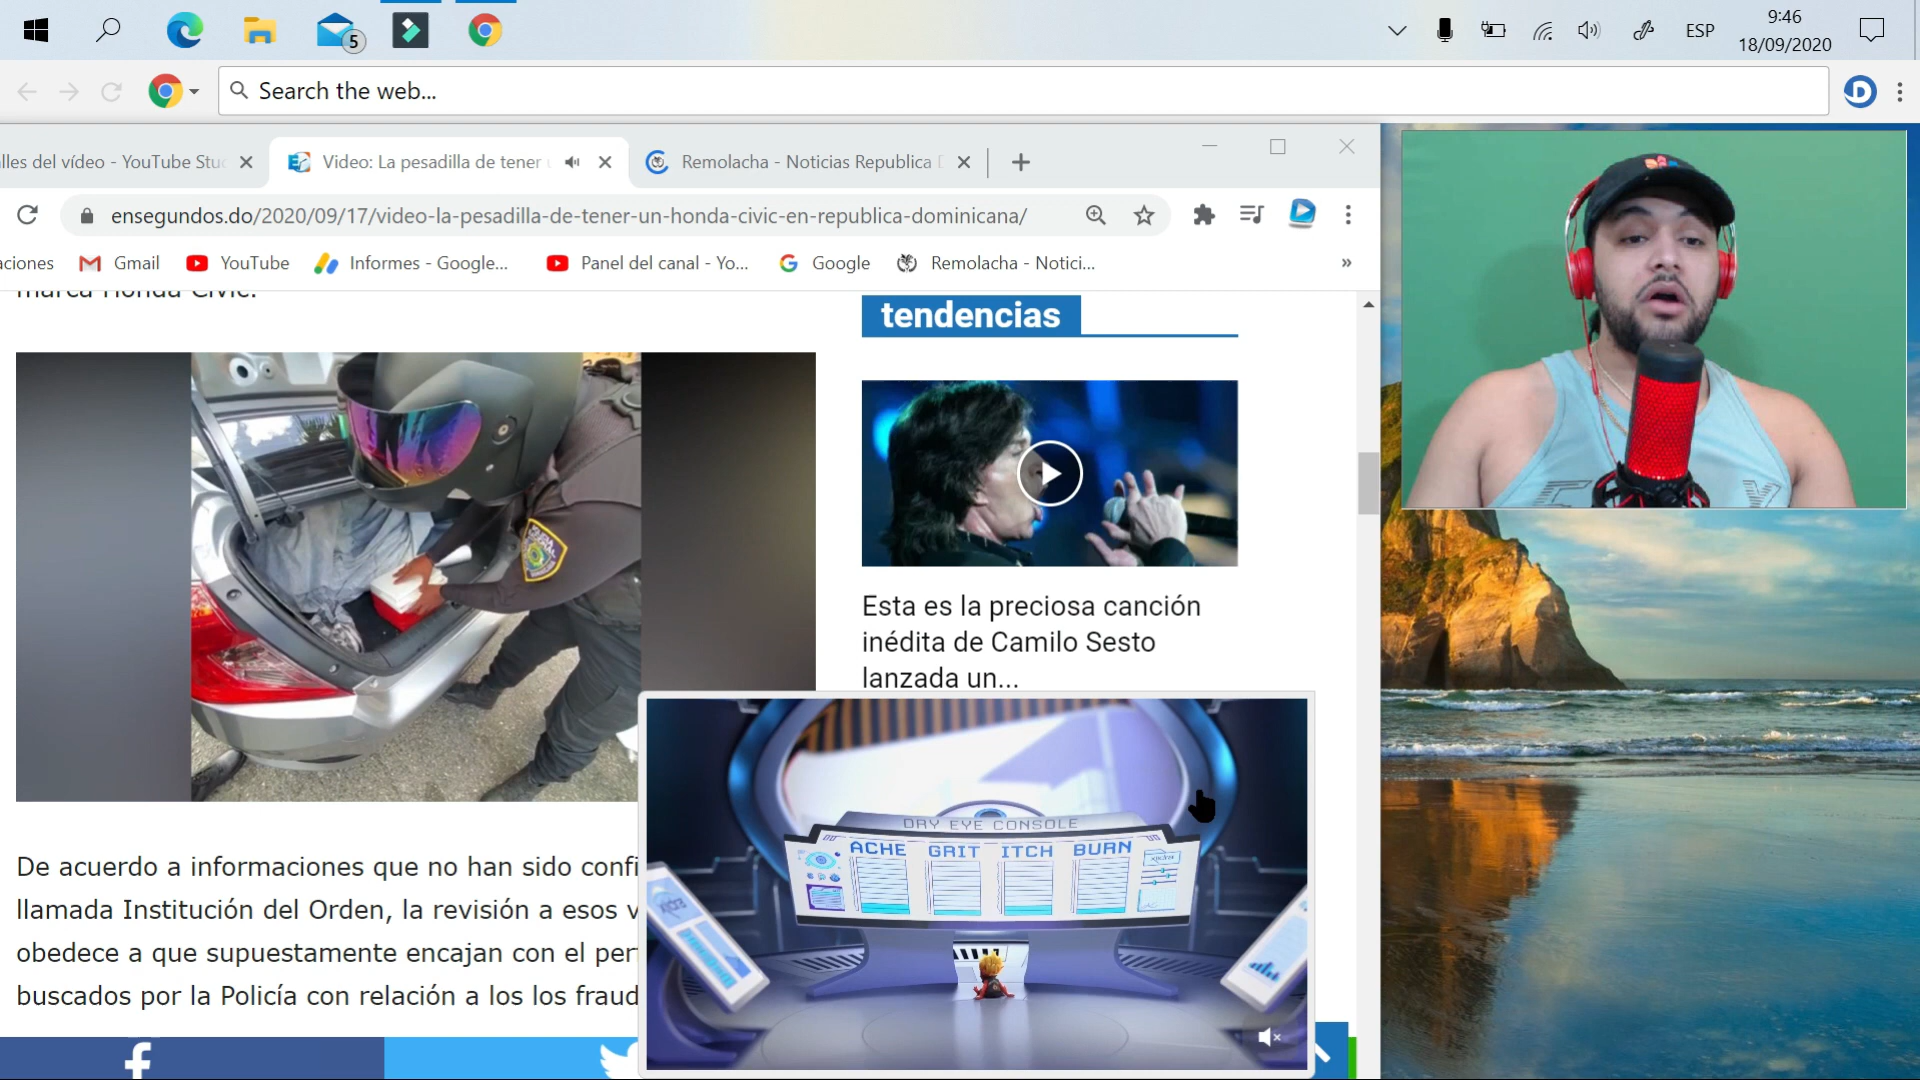 5
ESP
9:46
18/09/2020
Search the web...
lles del vídeo - YouTube Stu
Video: La pesadilla de tener
Remolacha - Noticias Republica
ensegundos.do/2020/09/17/video-la-pesadilla-de-tener-un-honda-civic-en-republica-dominicana/
aciones
Gmail
YouTube
Informes - Google...
Panel del canal - Yo...
Google
Remolacha - Notici...
marca Honda Civic.
tendencias
Esta es la preciosa canción
inédita de Camilo Sesto
lanzada un...
DRY EYE CONSOLE
ACHE GRIT ITCH BURN
De acuerdo a informaciones que no han sido confi
llamada Institución del Orden, la revisión a esos v
obedece a que supuestamente encajan con el per
buscados por la Policía con relación a los los fraud